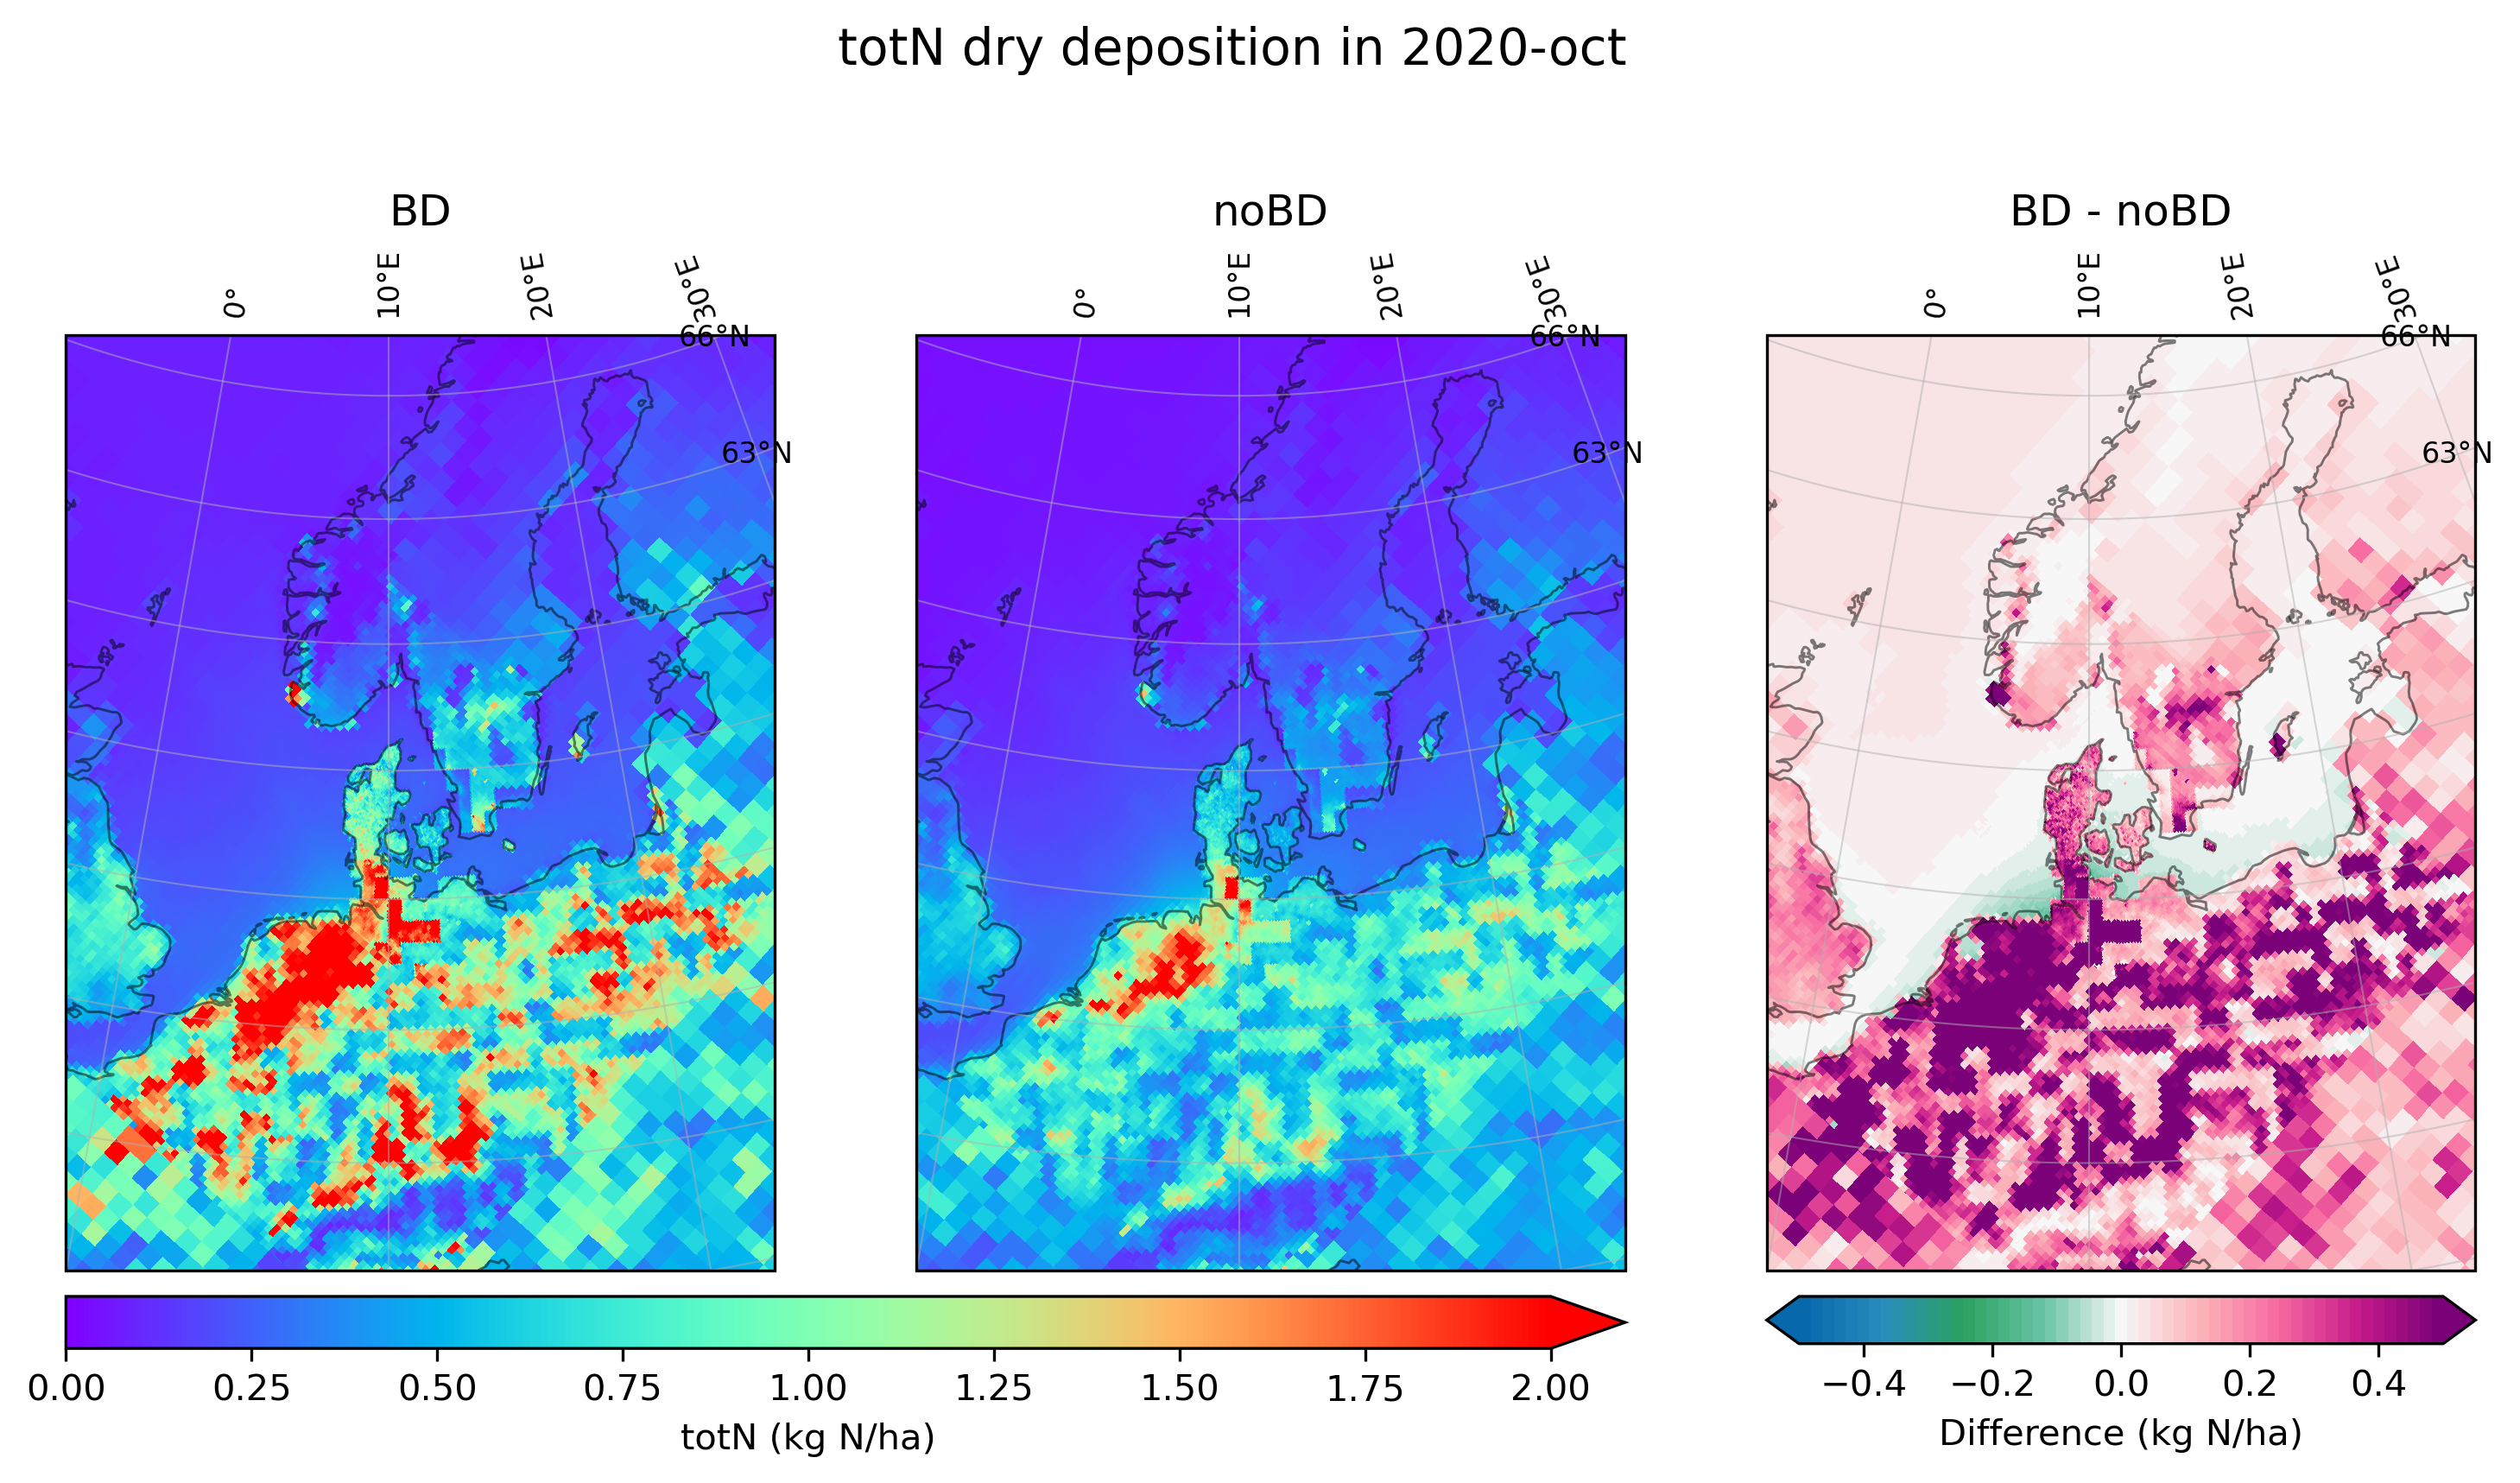 totN dry deposition in 2020-oct
BD
noBD
BD - noBD
0° 10°E 20°E 30°E
0° 10°E 20°E 30°E
0° 10°E 20°E 30°E
66°N 66°N 66°N
63°N 63°N 63°N
0.00 0.25 0.50 0.75 1.00 1.25 1.50 1.75 2.00
totN (kg N/ha)
−0.4 −0.2 0.0 0.2 0.4
Difference (kg N/ha)